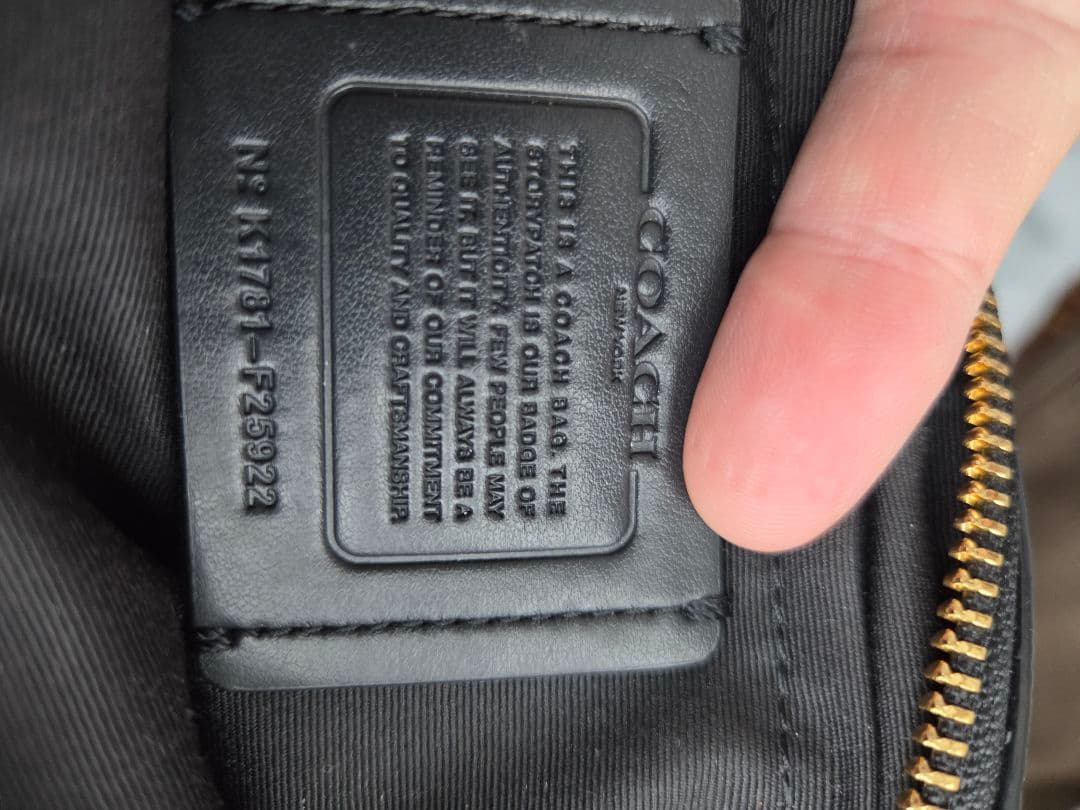 COACH
NEW YORK
THIS IS A COACH BAG. THE
STORYPATCH IS OUR BADGE OF
AUTHENTICITY. FEW PEOPLE MAY
SEE IT, BUT IT WILL ALWAYS BE A
REMINDER OF OUR COMMITMENT
TO QUALITY AND CRAFTSMANSHIP.
Nº K1781-F25922